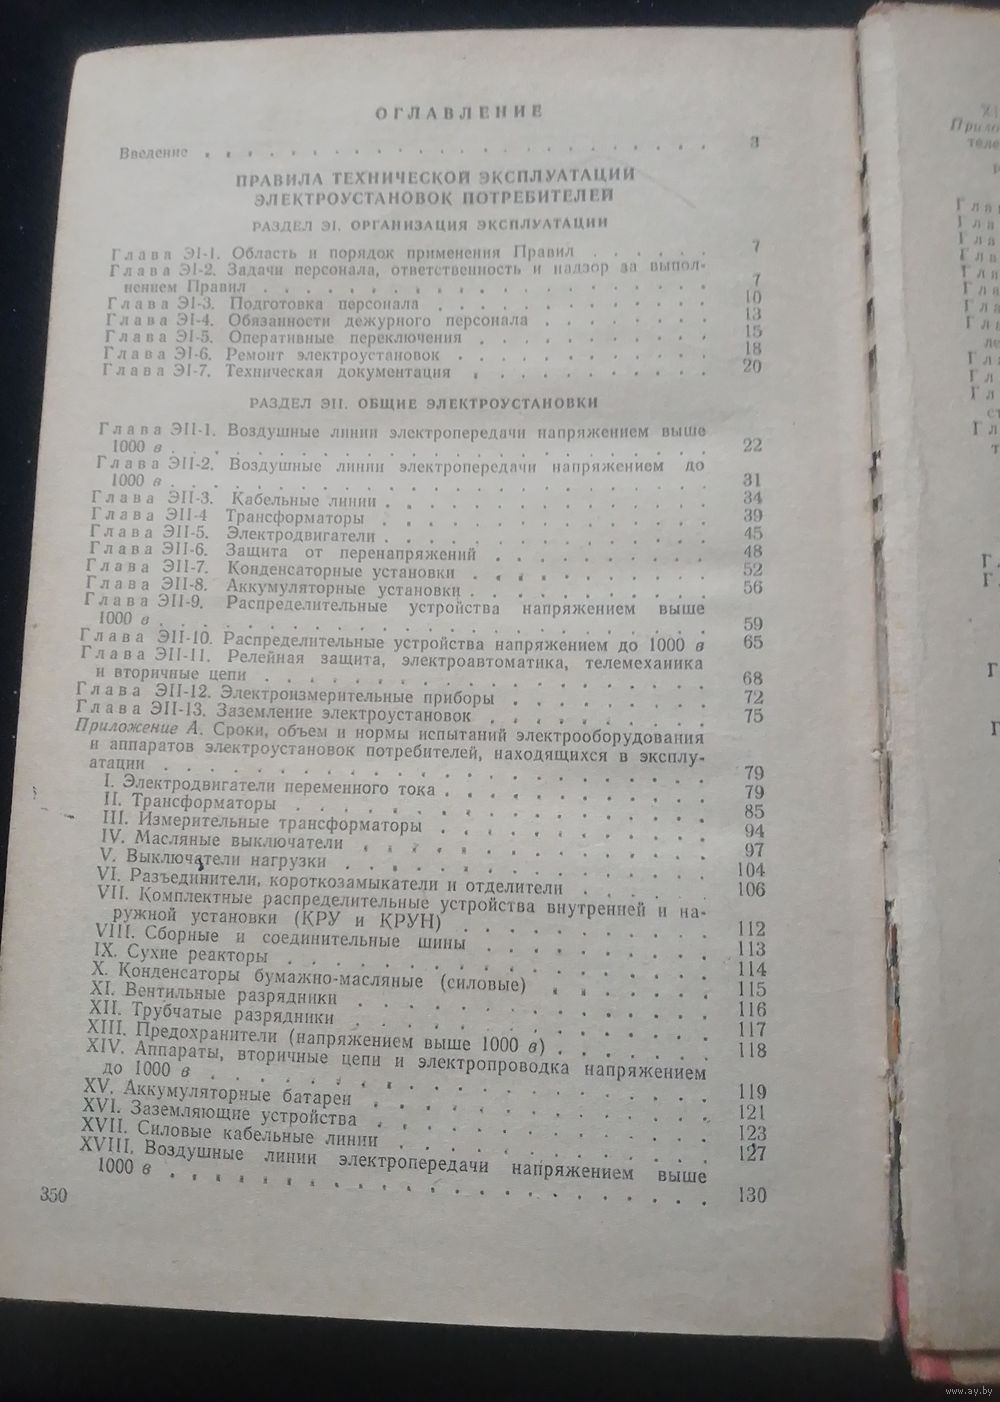 ОГЛАВЛЕНИЕ
Введение . . . . . . . . . . . . . . . . . . . . 3
ПРАВИЛА ТЕХНИЧЕСКОЙ ЭКСПЛУАТАЦИИ
ЭЛЕКТРОУСТАНОВОК ПОТРЕБИТЕЛЕЙ
РАЗДЕЛ ЭI. ОРГАНИЗАЦИЯ ЭКСПЛУАТАЦИИ
Глава ЭI-1. Область и порядок применения Правил . . . . . . 7
Глава ЭI-2. Задачи персонала, ответственность и надзор за выпол-
нением Правил . . . . . . . . . . . . . . . . . 7
Глава ЭI-3. Подготовка персонала . . . . . . . . . . . 10
Глава ЭI-4. Обязанности дежурного персонала . . . . . . . 13
Глава ЭI-5. Оперативные переключения . . . . . . . . . 15
Глава ЭI-6. Ремонт электроустановок . . . . . . . . . . 18
Глава ЭI-7. Техническая документация . . . . . . . . . 20
РАЗДЕЛ ЭII. ОБЩИЕ ЭЛЕКТРОУСТАНОВКИ
Глава ЭII-1. Воздушные линии электропередачи напряжением выше
1000 в . . . . . . . . . . . . . . . . . . . . 22
Глава ЭII-2. Воздушные линии электропередачи напряжением до
1000 в . . . . . . . . . . . . . . . . . . . . 31
Глава ЭII-3. Кабельные линии . . . . . . . . . . . . 34
Глава ЭII-4 Трансформаторы . . . . . . . . . . . . . 39
Глава ЭII-5. Электродвигатели . . . . . . . . . . . . 45
Глава ЭII-6. Защита от перенапряжений . . . . . . . . 48
Глава ЭII-7. Конденсаторные установки . . . . . . . . . 52
Глава ЭII-8. Аккумуляторные установки . . . . . . . . . 56
Глава ЭII-9. Распределительные устройства напряжением выше
1000 в . . . . . . . . . . . . . . . . . . . . 59
Глава ЭII-10. Распределительные устройства напряжением до 1000 в 65
Глава ЭII-11. Релейная защита, электроавтоматика, телемеханика
и вторичные цепи . . . . . . . . . . . . . . . . 68
Глава ЭII-12. Электроизмерительные приборы . . . . . . . 72
Глава ЭII-13. Заземление электроустановок . . . . . . . . 75
Приложение А. Сроки, объем и нормы испытаний электрооборудования
и аппаратов электроустановок потребителей, находящихся в эксплу-
атации . . . . . . . . . . . . . . . . . . . . 79
I. Электродвигатели переменного тока . . . . . . . . . . 79
II. Трансформаторы . . . . . . . . . . . . . . . . 85
III. Измерительные трансформаторы . . . . . . . . . . . 94
IV. Масляные выключатели . . . . . . . . . . . . . 97
V. Выключатели нагрузки . . . . . . . . . . . . . . 104
VI. Разъединители, короткозамыкатели и отделители . . . . . 106
VII. Комплектные распределительные устройства внутренней и на-
ружной установки (КРУ и КРУН) . . . . . . . . . . 112
VIII. Сборные и соединительные шины . . . . . . . . . 113
IX. Сухие реакторы . . . . . . . . . . . . . . . . 114
X. Конденсаторы бумажно-масляные (силовые) . . . . . . . 115
XI. Вентильные разрядники . . . . . . . . . . . . . 116
XII. Трубчатые разрядники . . . . . . . . . . . . . . 117
XIII. Предохранители (напряжением выше 1000 в) . . . . . . 118
XIV. Аппараты, вторичные цепи и электропроводка напряжением
до 1000 в . . . . . . . . . . . . . . . . . . . 119
XV. Аккумуляторные батареи . . . . . . . . . . . . . 121
XVI. Заземляющие устройства . . . . . . . . . . . . . 123
XVII. Силовые кабельные линии . . . . . . . . . . . . 127
XVIII. Воздушные линии электропередачи напряжением выше
1000 в . . . . . . . . . . . . . . . . . . . . 130
350
www.ay.by